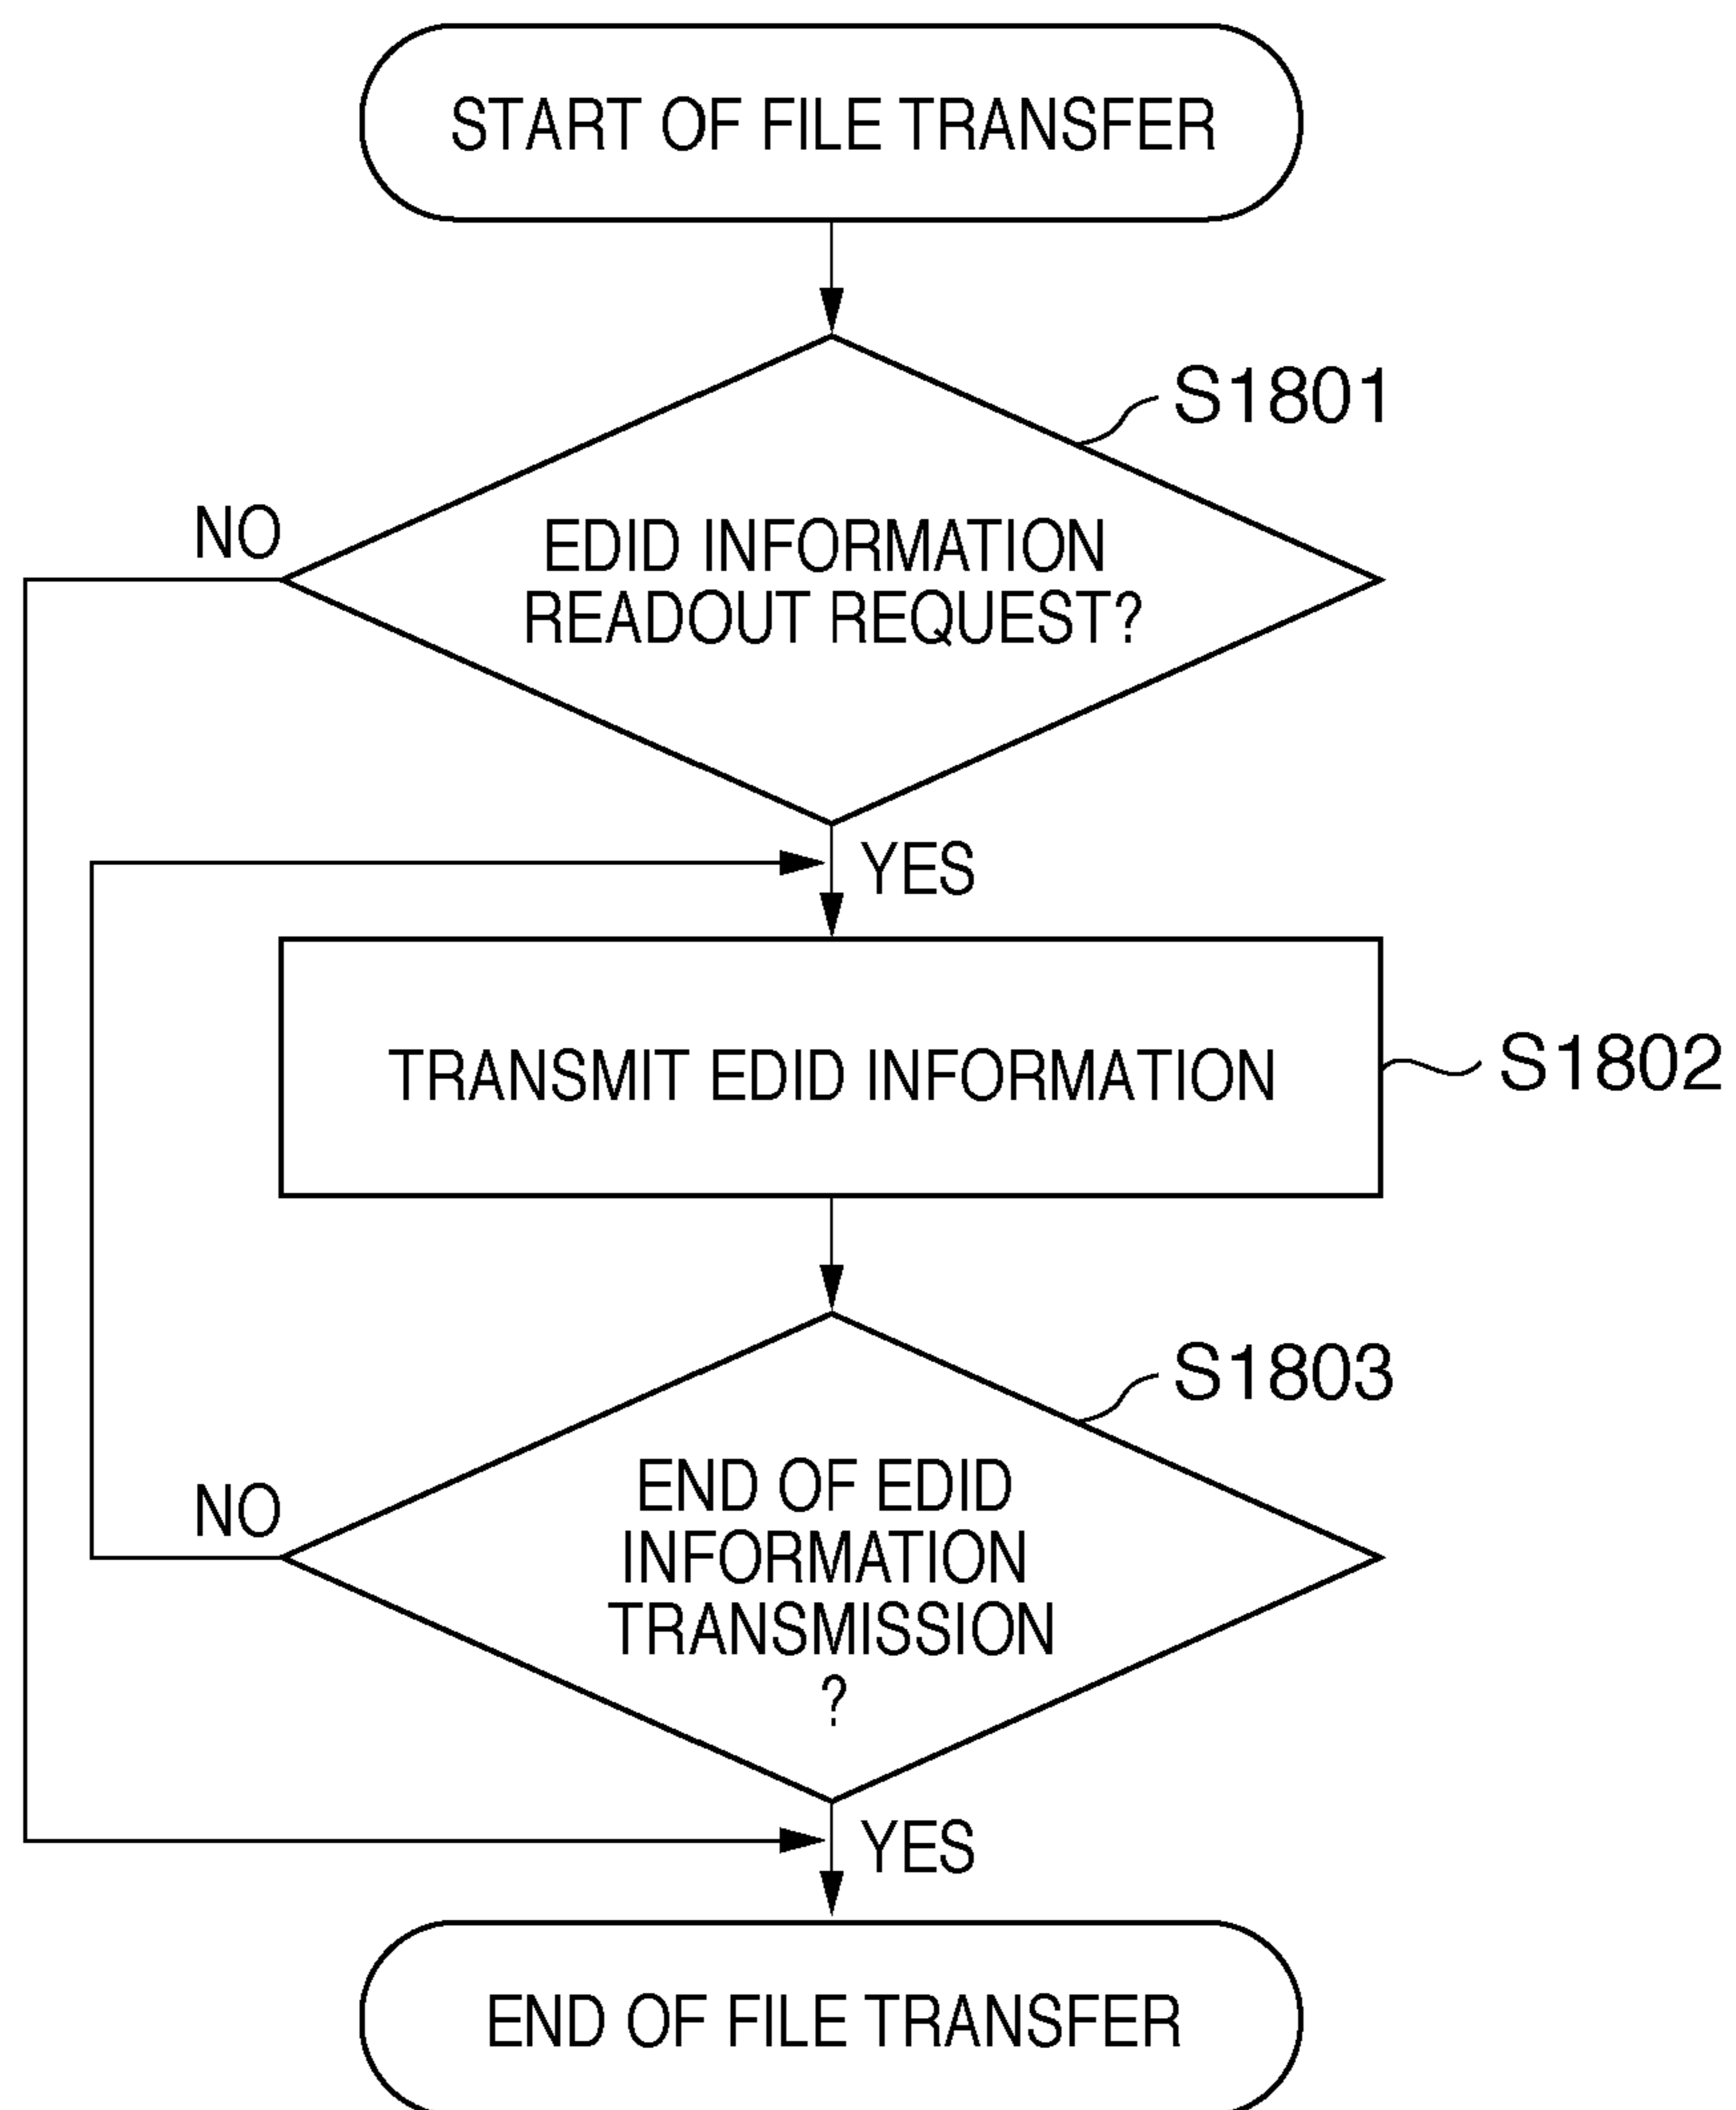 START OF FILE TRANSFER
S1801
NO
EDID INFORMATION
READOUT REQUEST?
YES
TRANSMIT EDID INFORMATION
S1802
S1803
NO
END OF EDID
INFORMATION
TRANSMISSION
?
YES
END OF FILE TRANSFER